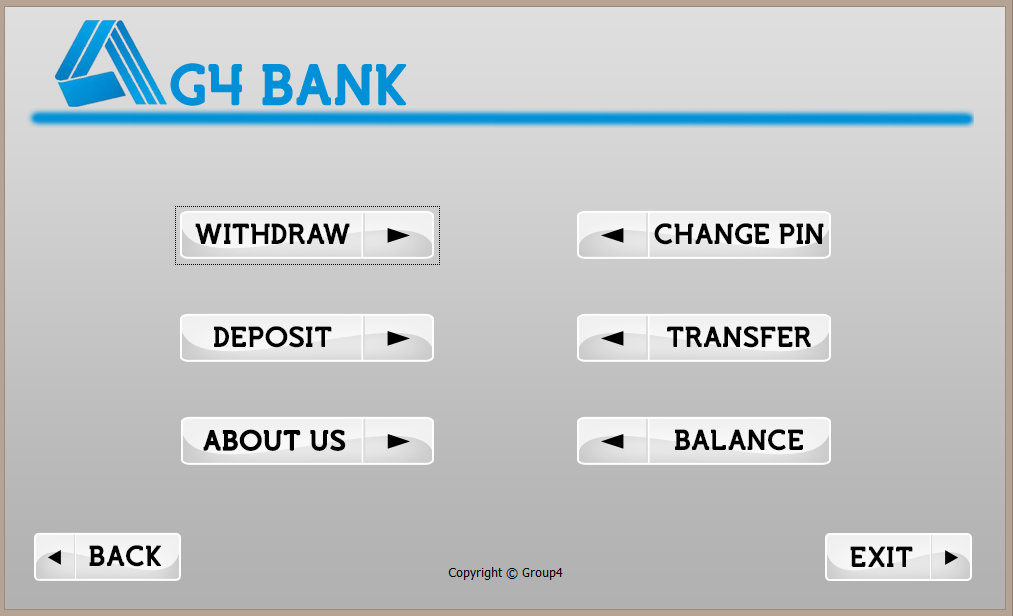 G4 BANK
WITHDRAW
CHANGE PIN
DEPOSIT
TRANSFER
ABOUT US
BALANCE
BACK
EXIT
Copyright © Group4